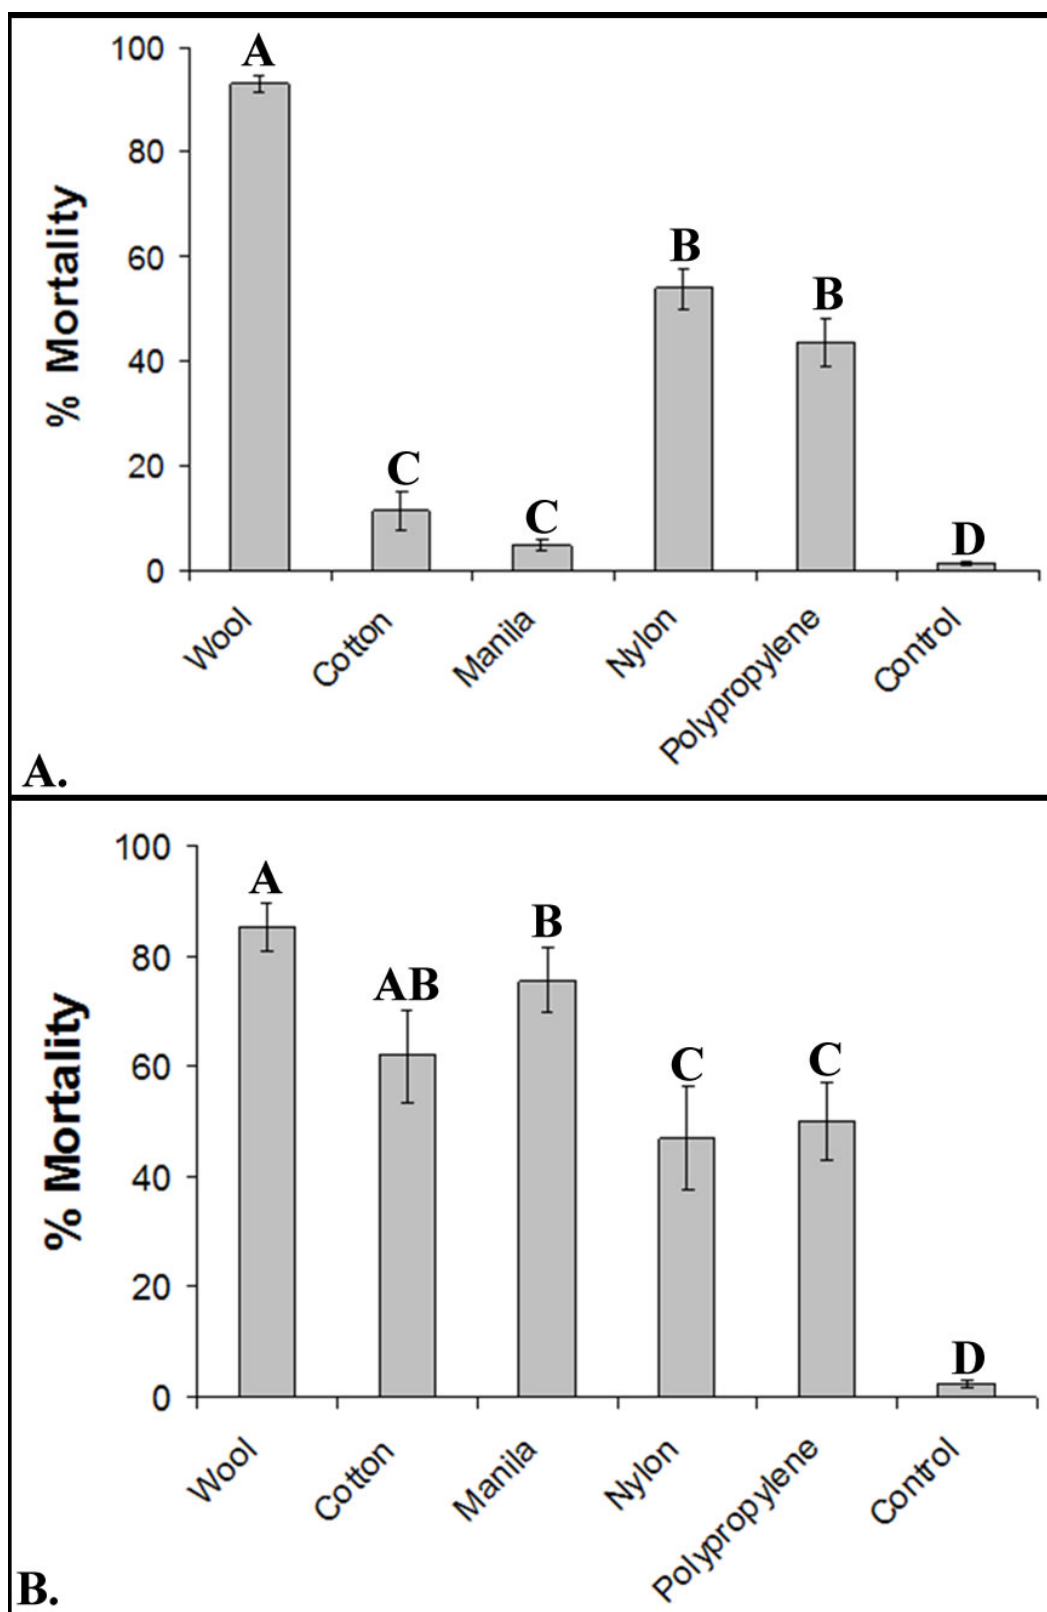 100
80
60
40
20
0
% Mortality
A
C
C
B
B
D
Wool
Cotton
Manila
Nylon
Polypropylene
Control
A.
100
80
60
40
20
0
% Mortality
A
AB
B
C
C
D
Wool
Cotton
Manila
Nylon
Polypropylene
Control
B.